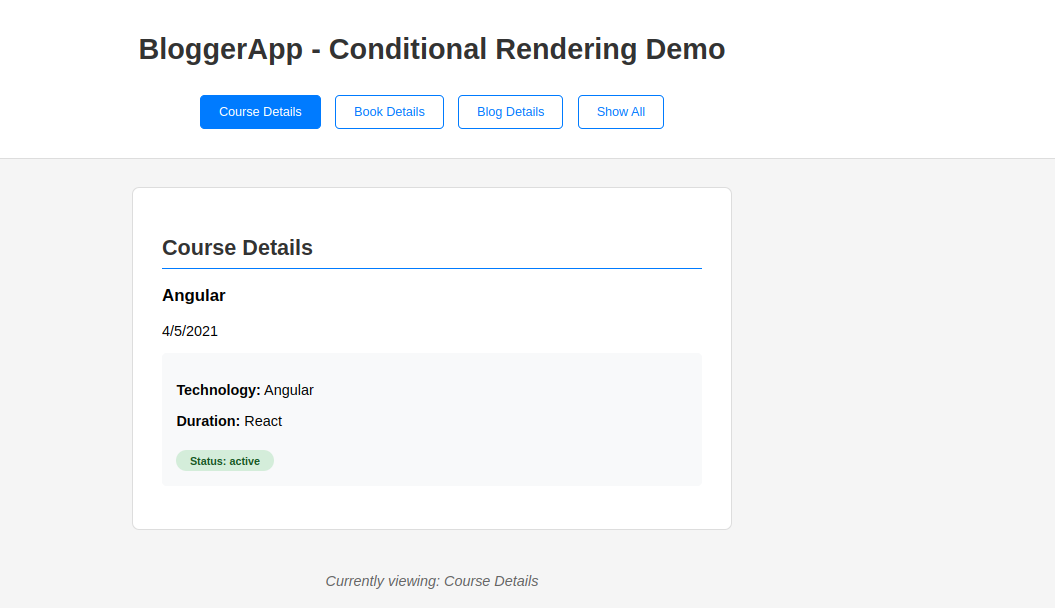 BloggerApp - Conditional Rendering Demo
Course Details
Book Details
Blog Details
Show All
Course Details
Angular
4/5/2021
Technology: Angular
Duration: React
Status: active
Currently viewing: Course Details